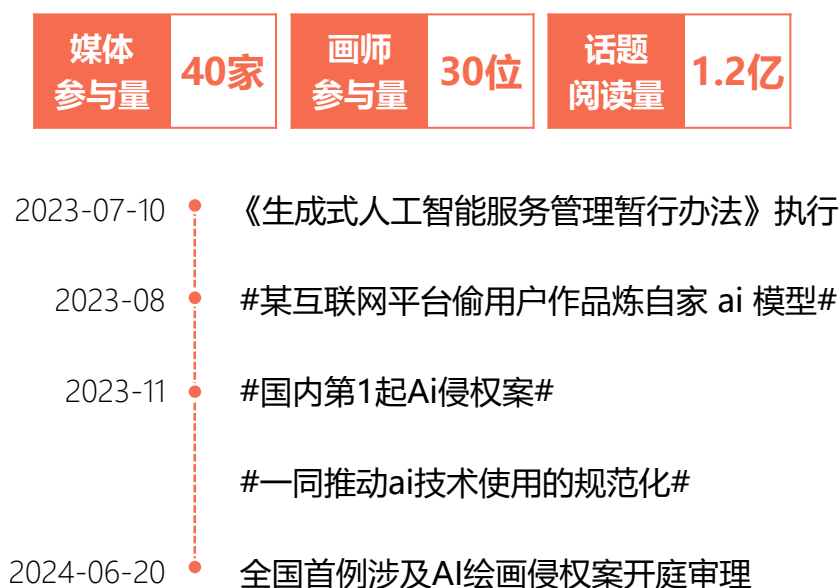 媒体
参与量
40家
画师
参与量
30位
话题
阅读量
1.2亿
2023-07-10 《生成式人工智能服务管理暂行办法》执行
2023-08 #某互联网平台偷用户作品炼自家 ai 模型#
2023-11 #国内第1起Ai侵权案#
#一同推动ai技术使用的规范化#
2024-06-20 全国首例涉及AI绘画侵权案开庭审理